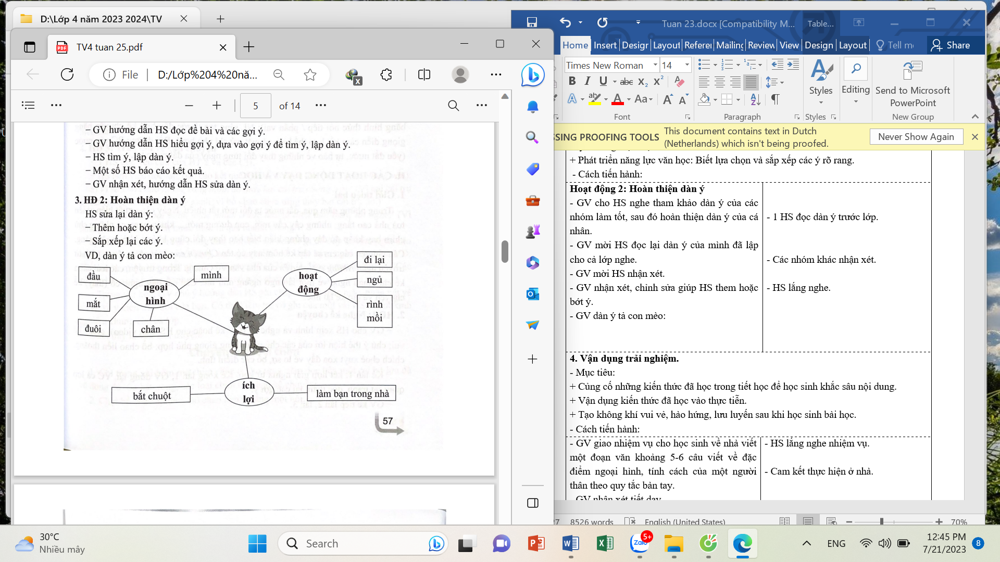 D:\Lớp 4 năm 2023 2024\TV
TV4 tuan 25.pdf
File
D:/Lớp%204%20nă...
5 of 14
– GV hướng dẫn HS đọc đề bài và các gợi ý.
– GV hướng dẫn HS hiểu gợi ý, dựa vào gợi ý để tìm ý, lập dàn ý.
– HS tìm ý, lập dàn ý.
– Một số HS báo cáo kết quả.
– GV nhận xét, hướng dẫn HS sửa dàn ý.
3. HĐ 2: Hoàn thiện dàn ý
HS sửa lại dàn ý:
– Thêm hoặc bớt ý.
– Sắp xếp lại các ý.
VD, dàn ý tả con mèo:
đầu
mắt
đuôi
ngoại
hình
mình
chân
hoạt
động
đi lại
ngủ
rình
mồi
bắt chuột
ích
lợi
làm bạn trong nhà
57
Tuan 23.docx [Compatibility M...
Table...
Home Insert Design Layout Referen Mailing Review View Design Layout Tell me Share
Times New Roman 14
Styles
Editing
Send to Microsoft
PowerPoint
Font Paragraph Styles New Group
SSING PROOFING TOOLS
This document contains text in Dutch
(Netherlands) which isn't being proofed.
Never Show Again
+ Phát triển năng lực văn học: Biết lựa chọn và sắp xếp các ý rõ rang.
- Cách tiến hành:
Hoạt động 2: Hoàn thiện dàn ý
- GV cho HS nghe tham khảo dàn ý của các
nhóm làm tốt, sau đó hoàn thiện dàn ý của cá
nhân.
- GV mời HS đọc lại dàn ý của mình đã lập
cho cả lớp nghe.
- GV mời HS nhận xét.
- GV nhận xét, chỉnh sửa giúp HS them hoặc
bớt ý.
- GV dàn ý tả con mèo:
- 1 HS đọc dàn ý trước lớp.
- Các nhóm khác nhận xét.
- HS lắng nghe.
4. Vận dụng trải nghiệm.
- Mục tiêu:
+ Củng cố những kiến thức đã học trong tiết học để học sinh khắc sâu nội dung.
+ Vận dụng kiến thức đã học vào thực tiễn.
+ Tạo không khí vui vẻ, hào hứng, lưu luyến sau khi học sinh bài học.
- Cách tiến hành:
- GV giao nhiệm vụ cho học sinh về nhà viết
một đoạn văn khoảng 5-6 câu viết về đặc
điểm ngoại hình, tính cách của một người
thân theo quy tắc bàn tay.
- GV nhận xét tiết dạy
- HS lắng nghe nhiệm vụ.
- Cam kết thực hiện ở nhà.
8526 words
English (United States)
70%
30°C
Nhiều mây
Search
Zalo
5+
ENG
12:45 PM
7/21/2023
8